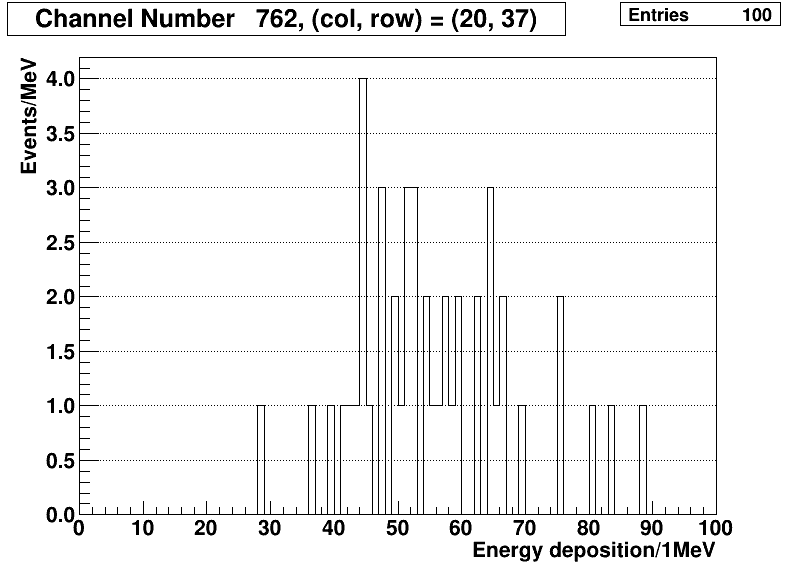 Channel Number 762, (col, row) = (20, 37)
Entries 100
Events/MeV
4.0
3.5
3.0
2.5
2.0
1.5
1.0
0.5
0.0
0 10 20 30 40 50 60 70 80 90 100
Energy deposition/1MeV